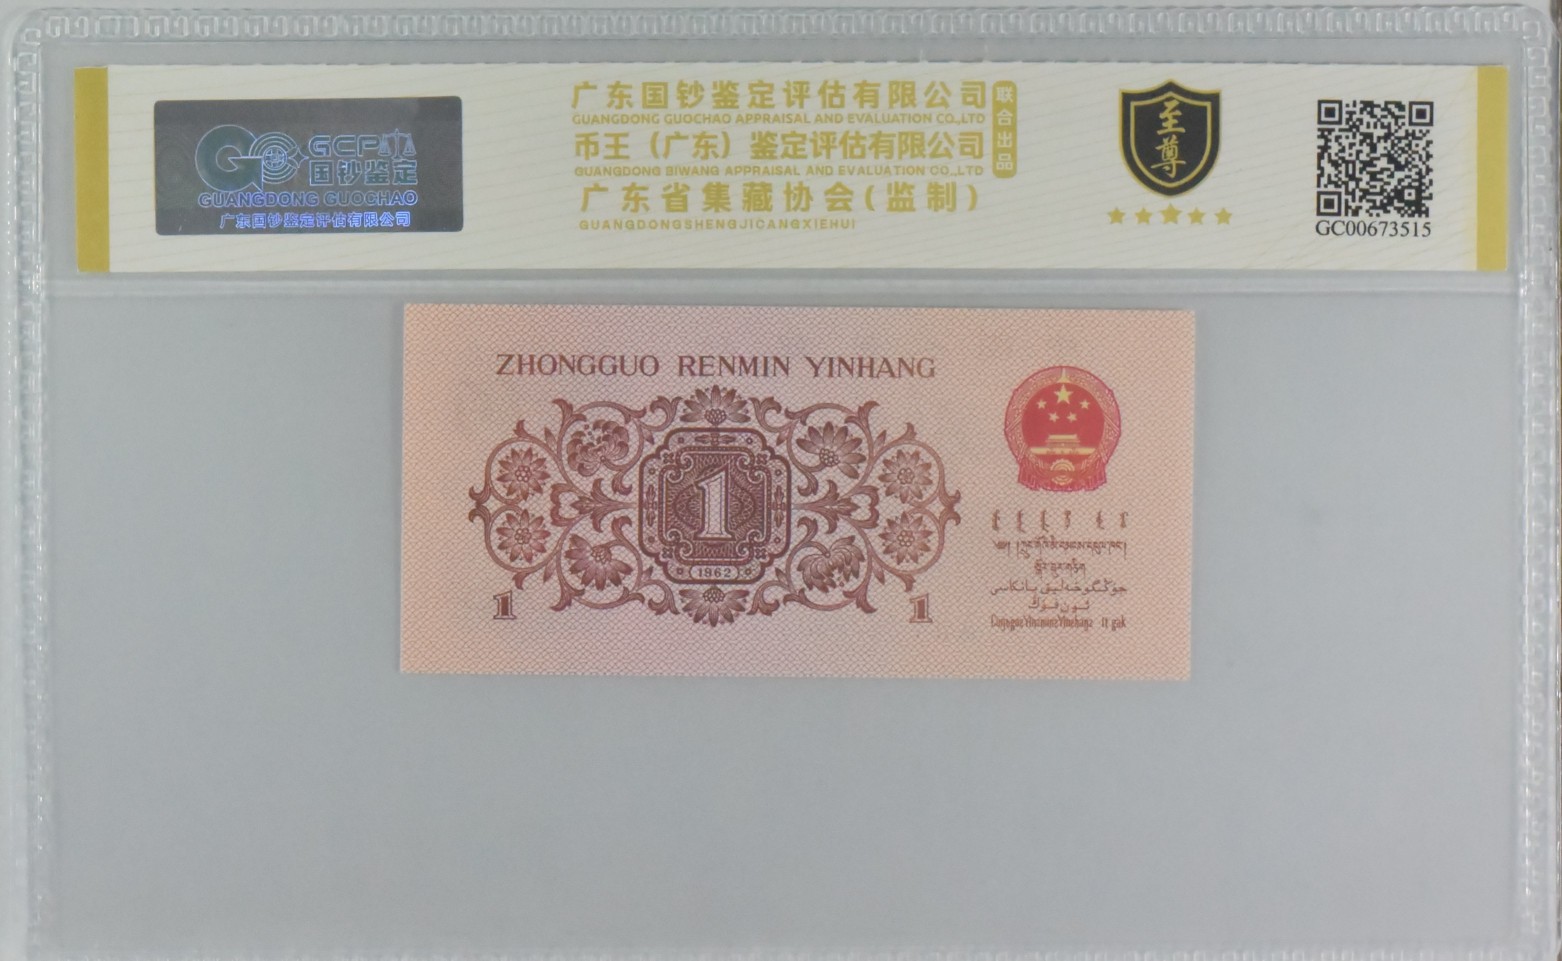 GCP
国钞鉴定
GUANGDONG GUOCHAO
广东国钞鉴定评估有限公司
广东国钞鉴定评估有限公司
GUANGDONG GUOCHAO APPRAISAL AND EVALUATION CO.,LTD
币王（广东）鉴定评估有限公司
GUANGDONG BIWANG APPRAISAL AND EVALUATION CO.,LTD
联合出品
广东省集藏协会(监制)
GUANGDONGSHENGJICANGXIEHUI
至尊
GC00673515
ZHONGGUO RENMIN YINHANG
1
1962
1
1